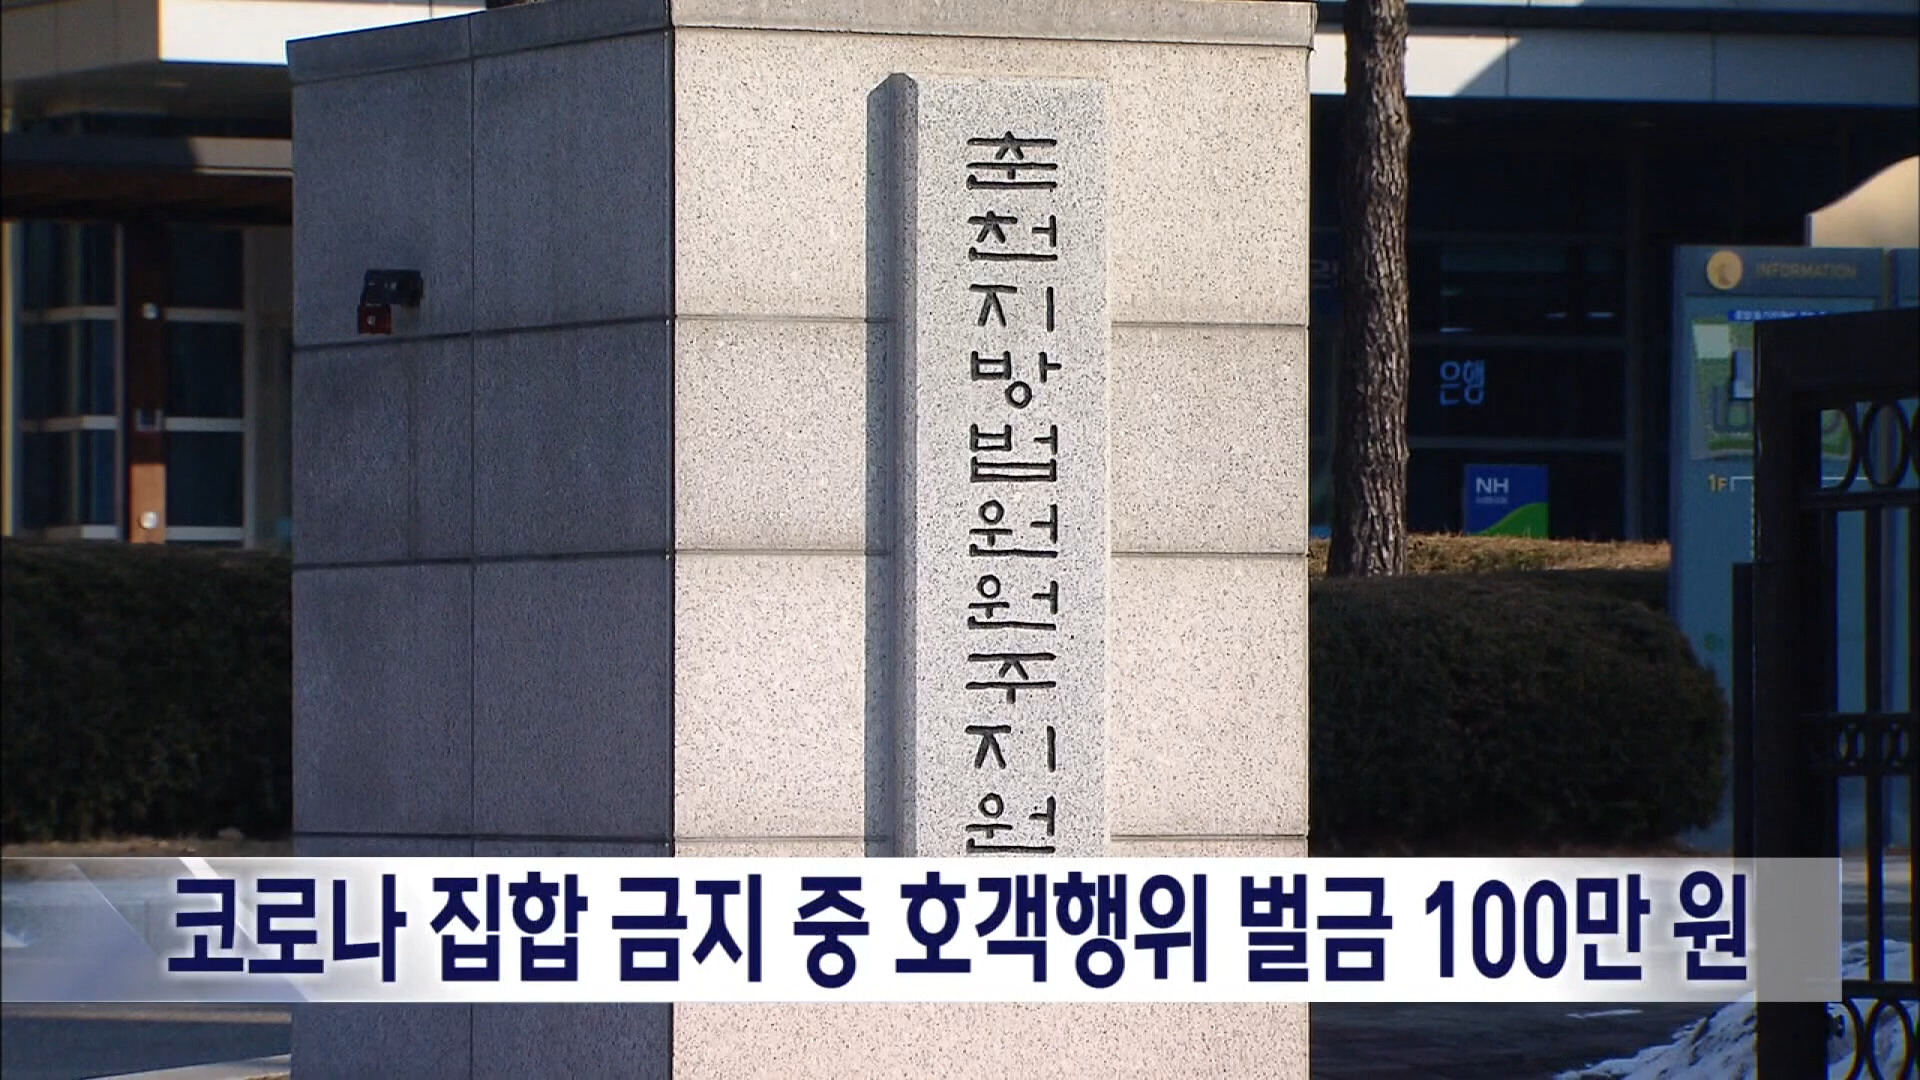 춘천지방법원원주지원
INFORMATION
은행
NH
1F
코로나 집합 금지 중 호객행위 벌금 100만 원